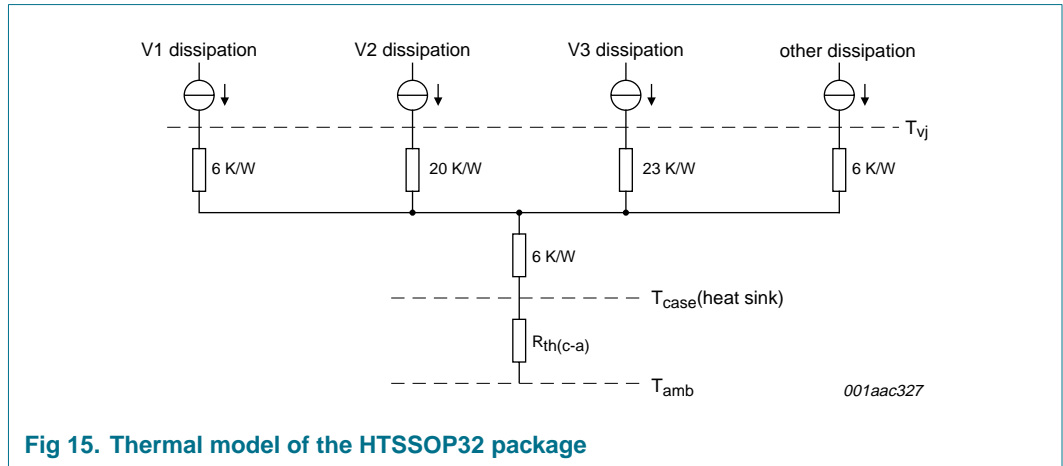 V1 dissipation V2 dissipation V3 dissipation other dissipation
Tvj
6 K/W 20 K/W 23 K/W 6 K/W
6 K/W
Tcase(heat sink)
Rth(c-a)
Tamb 001aac327
Fig 15. Thermal model of the HTSSOP32 package